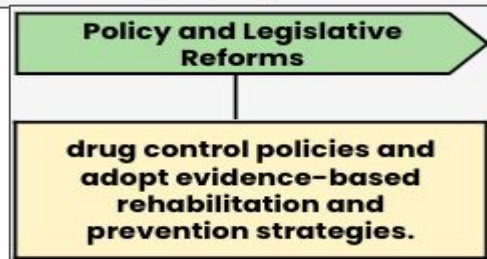 Policy and Legislative
Reforms
drug control policies and
adopt evidence-based
rehabilitation and
prevention strategies.